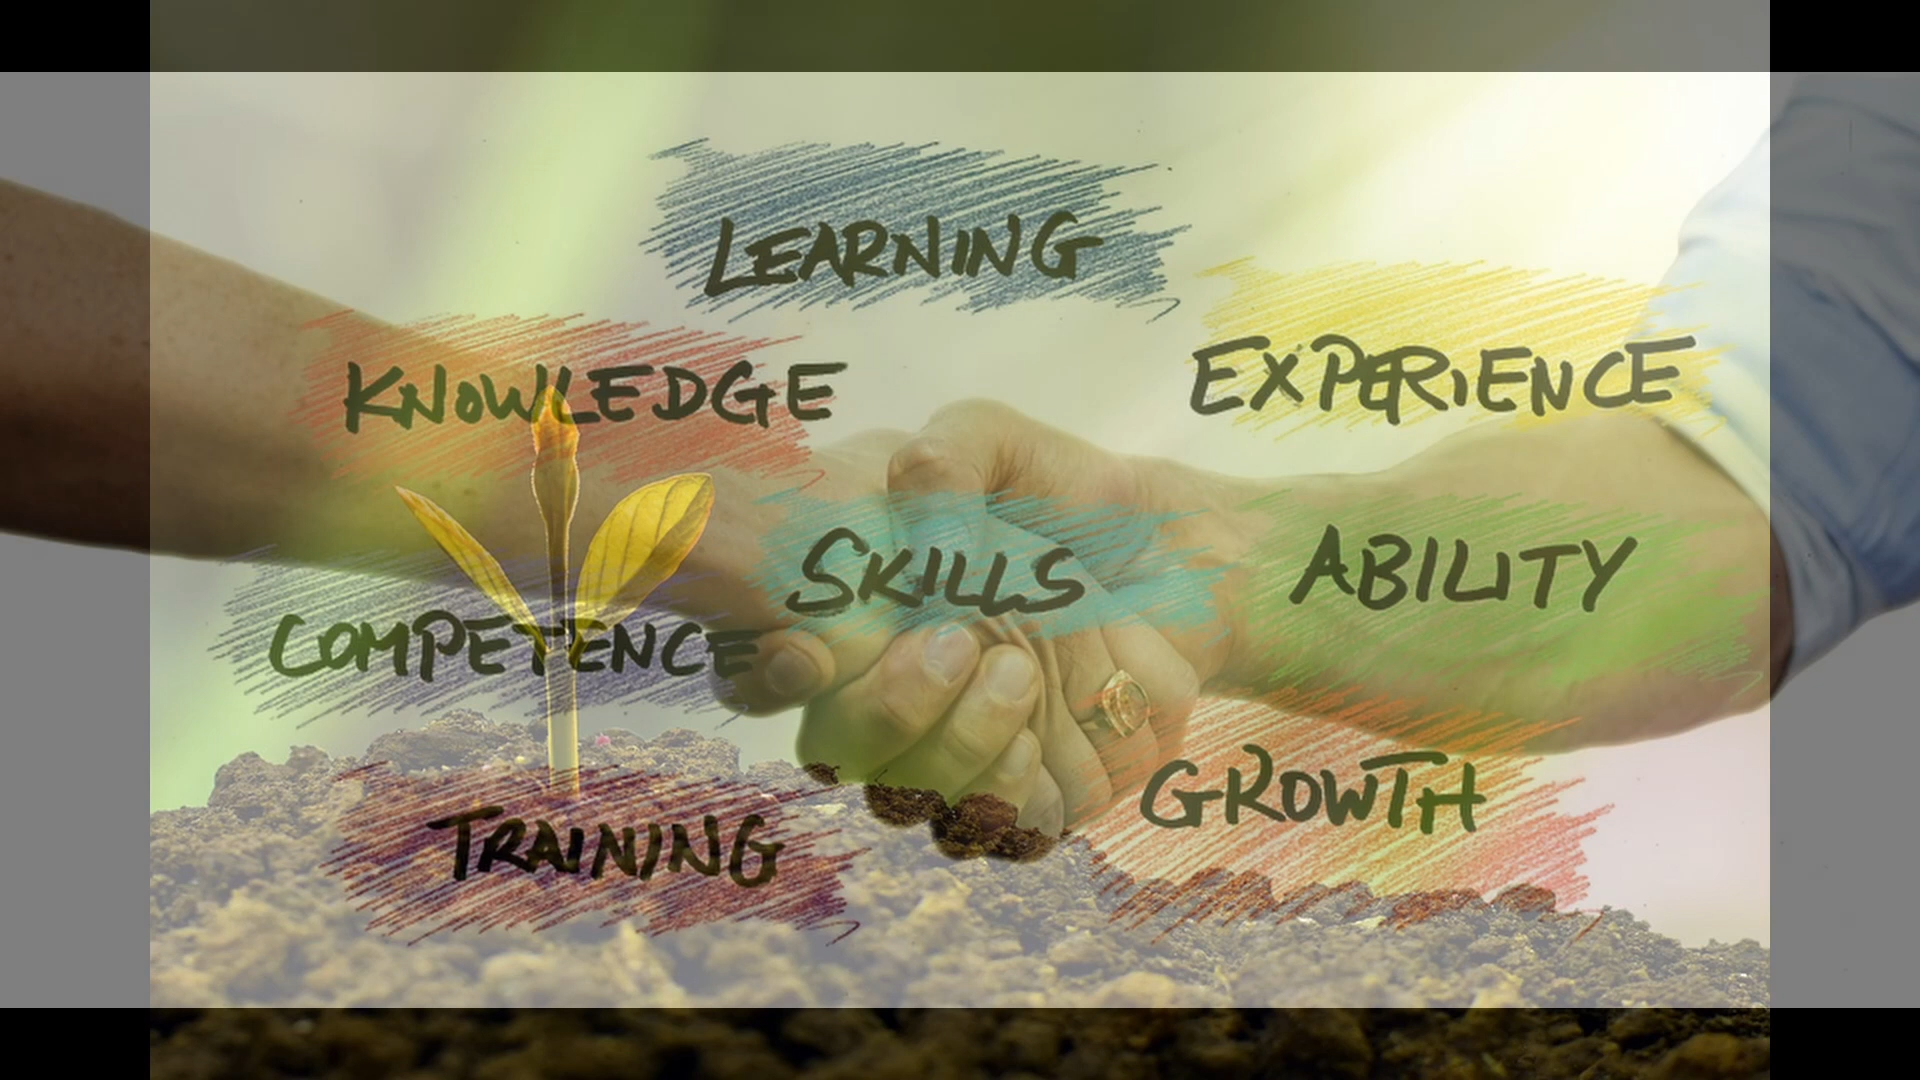 LEARNING
KNOWLEDGE
EXPERIENCE
SKILLS
ABILITY
COMPETENCE
GROWTH
TRAINING